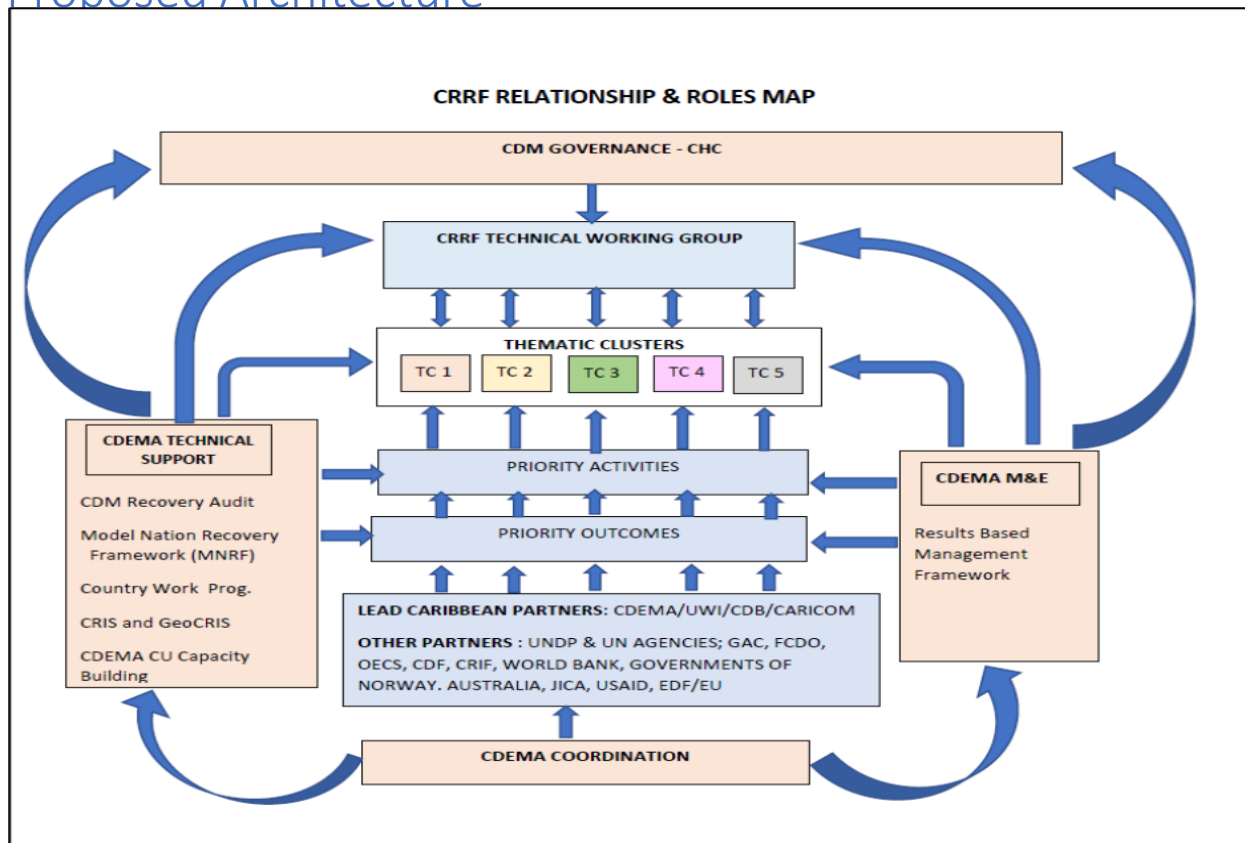 Proposed Architecture
CRRF RELATIONSHIP & ROLES MAP
CDM GOVERNANCE - CHC
CRRF TECHNICAL WORKING GROUP
THEMATIC CLUSTERS
TC 1
TC 2
TC 3
TC 4
TC 5
CDEMA TECHNICAL
SUPPORT
CDM Recovery Audit
Model Nation Recovery
Framework (MNRF)
Country Work Prog.
CRIS and GeoCRIS
CDEMA CU Capacity
Building
PRIORITY ACTIVITIES
PRIORITY OUTCOMES
CDEMA M&E
Results Based
Management
Framework
LEAD CARIBBEAN PARTNERS: CDEMA/UWI/CDB/CARICOM
OTHER PARTNERS : UNDP & UN AGENCIES; GAC, FCDO,
OECS, CDF, CRIF, WORLD BANK, GOVERNMENTS OF
NORWAY. AUSTRALIA, JICA, USAID, EDF/EU
CDEMA COORDINATION